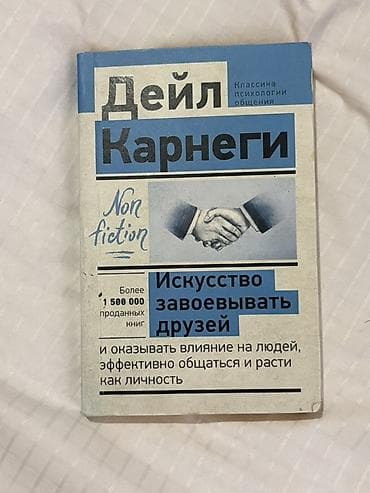 Дейл
Классика
психологии
общения
Карнеги
Non
fiction
Более
1 500 000
проданных
книг
Искусство
завоевывать
друзей
и оказывать влияние на людей,
эффективно общаться и расти
как личность